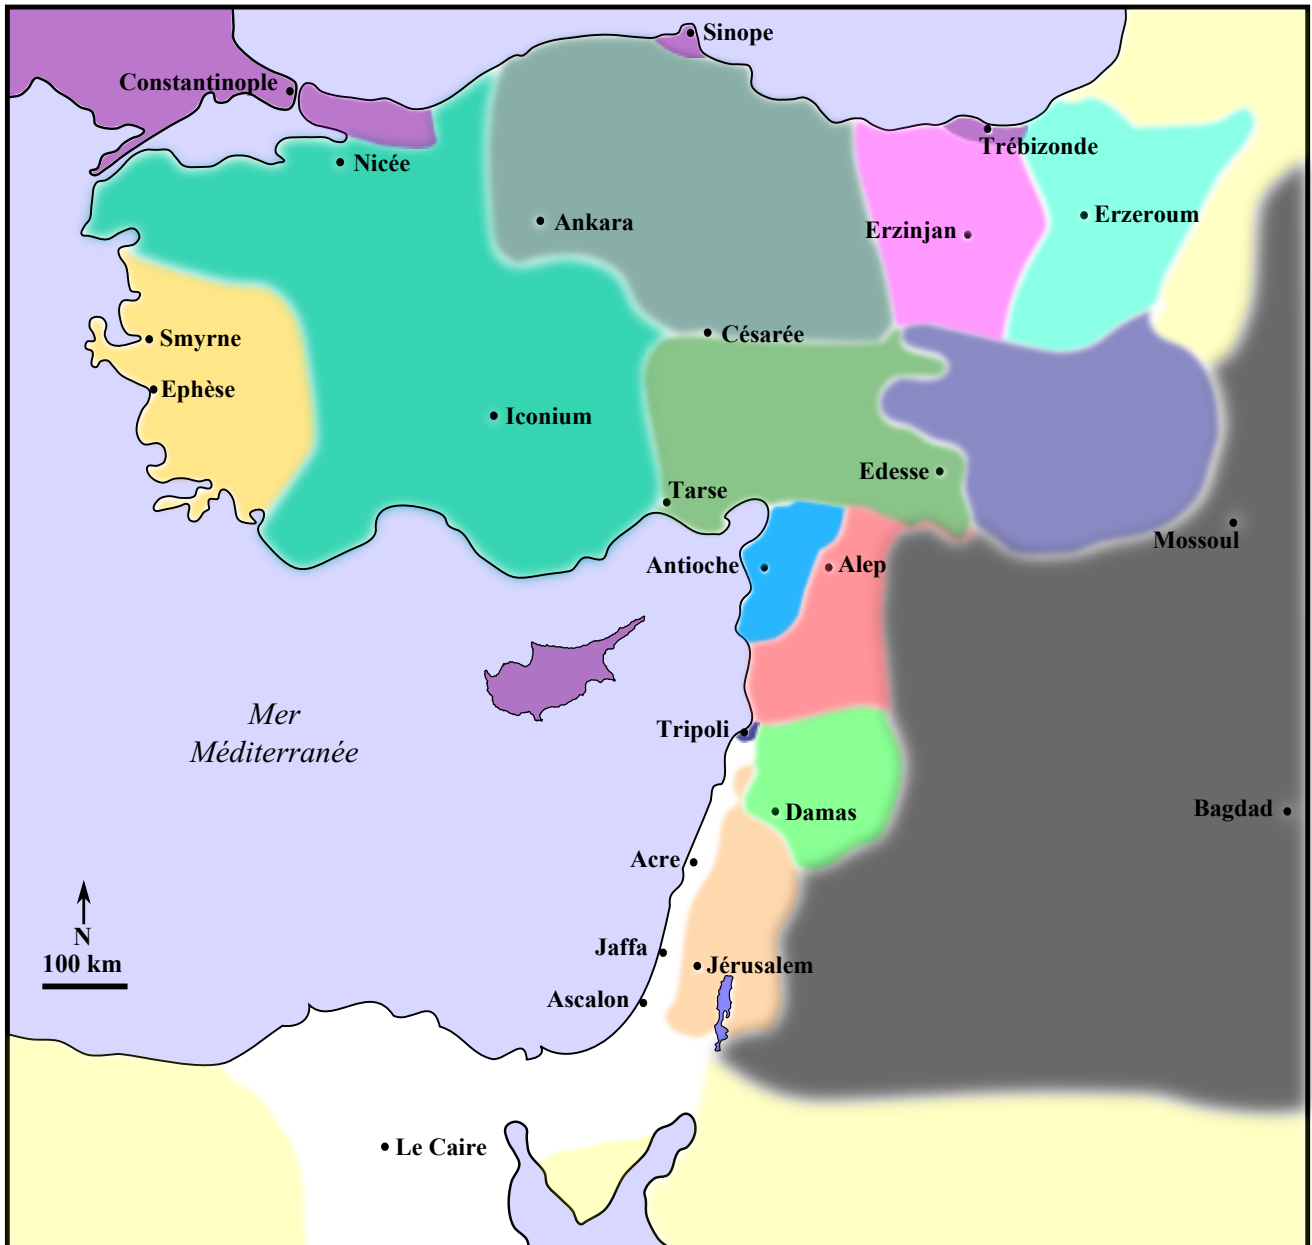 Sinope
Constantinople
Trébizonde
Nicée
Erzeroum
Ankara
Erzinjan
Césarée
Smyrne
Ephèse
Iconium
Edesse
Tarse
Mossoul
Antioche
Alep
Mer
Méditerranée
Tripoli
Damas
Bagdad
Acre
N
100 km
Jaffa
Jérusalem
Ascalon
Le Caire